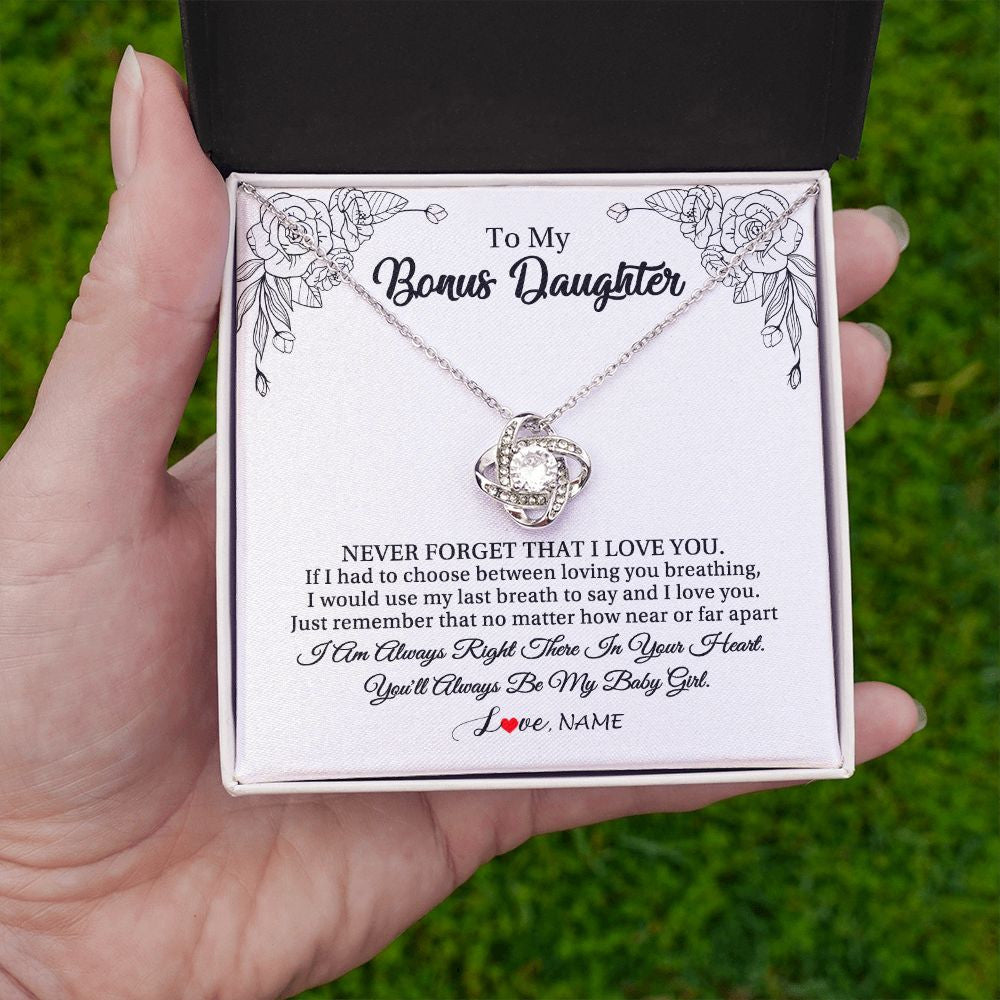 To My
Bonus Daughter
NEVER FORGET THAT I LOVE YOU.
If I had to choose between loving you breathing,
I would use my last breath to say and I love you.
Just remember that no matter how near or far apart
I Am Always Right There In Your Heart.
You'll Always Be My Baby Girl.
Love, NAME